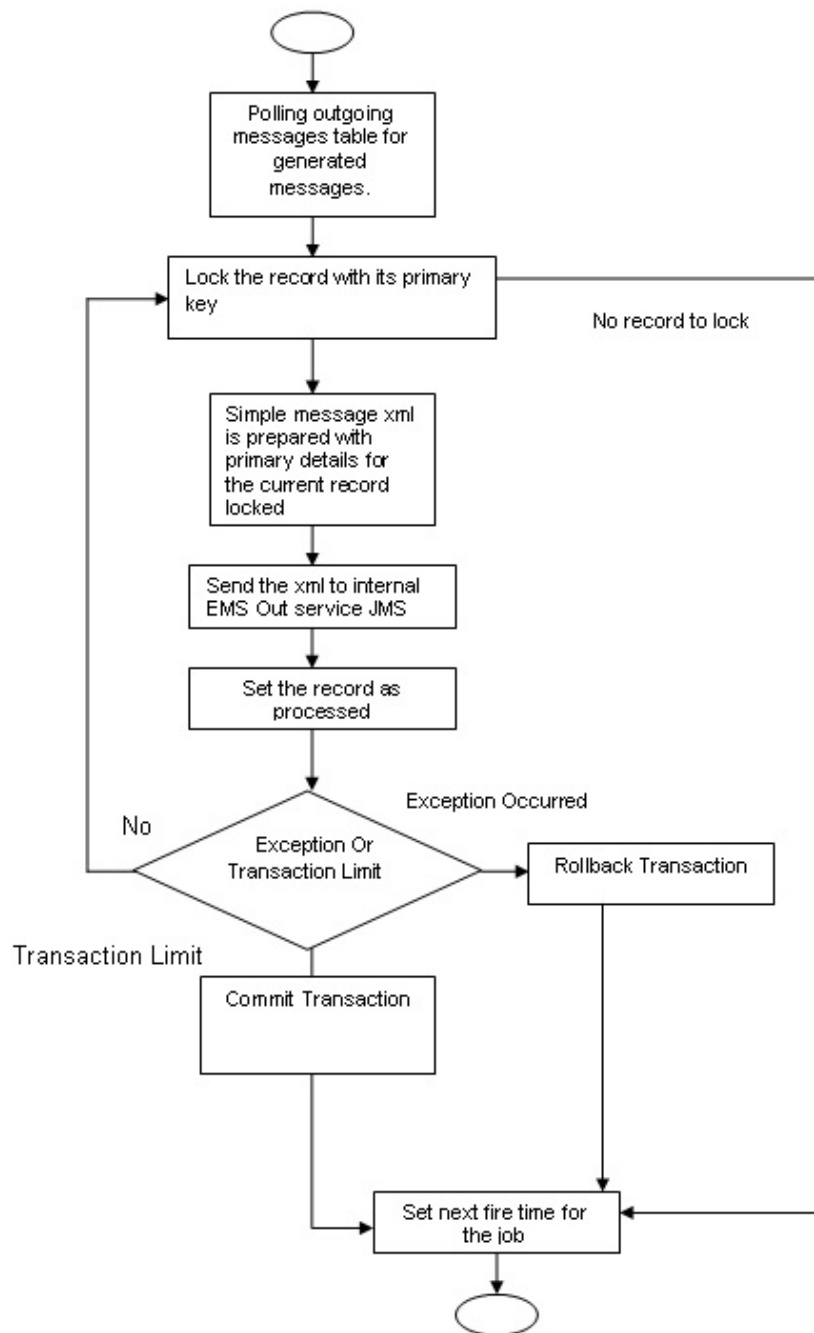 Polling outgoing
messages table for
generated
messages.
Lock the record with its primary
key
No record to lock
Simple message xml
is prepared with
primary details for
the current record
locked
Send the xml to internal
EMS Out service JMS
Set the record as
processed
Exception Occurred
No
Exception Or
Transaction Limit
Rollback Transaction
Transaction Limit
Commit Transaction
Set next fire time for
the job